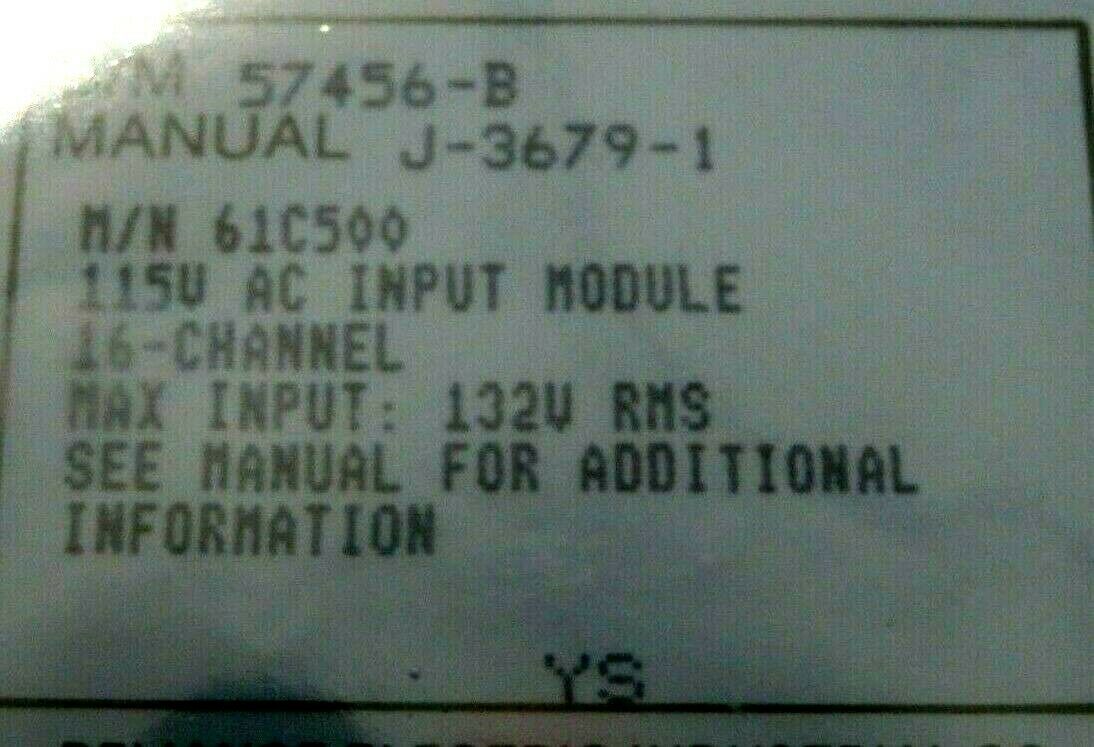 57456-B
MANUAL J-3679-1
M/N 61C500
115V AC INPUT MODULE
16-CHANNEL
MAX INPUT: 132V RMS
SEE MANUAL FOR ADDITIONAL
INFORMATION
YS